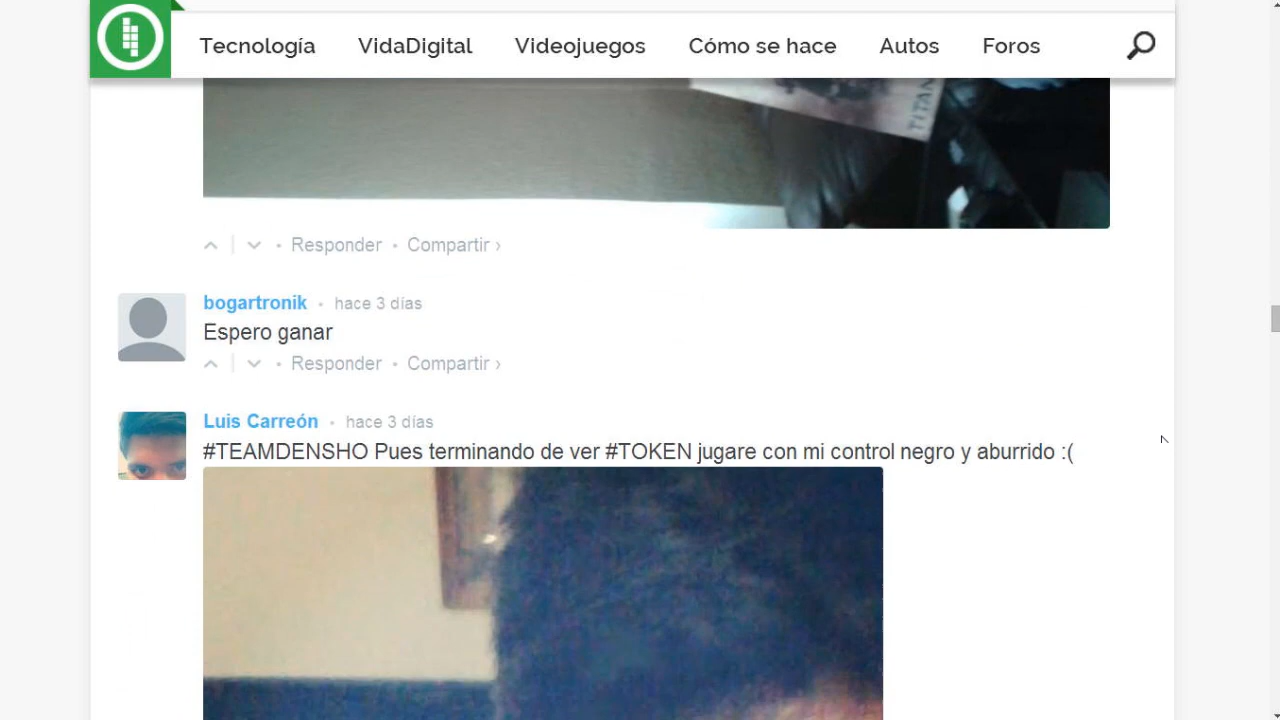 Tecnología VidaDigital Videojuegos Cómo se hace Autos Foros
TITAN
• Responder • Compartir ›
bogartronik • hace 3 días
Espero ganar
• Responder • Compartir ›
Luis Carreón • hace 3 días
#TEAMDENSHO Pues terminando de ver #TOKEN jugare con mi control negro y aburrido :(